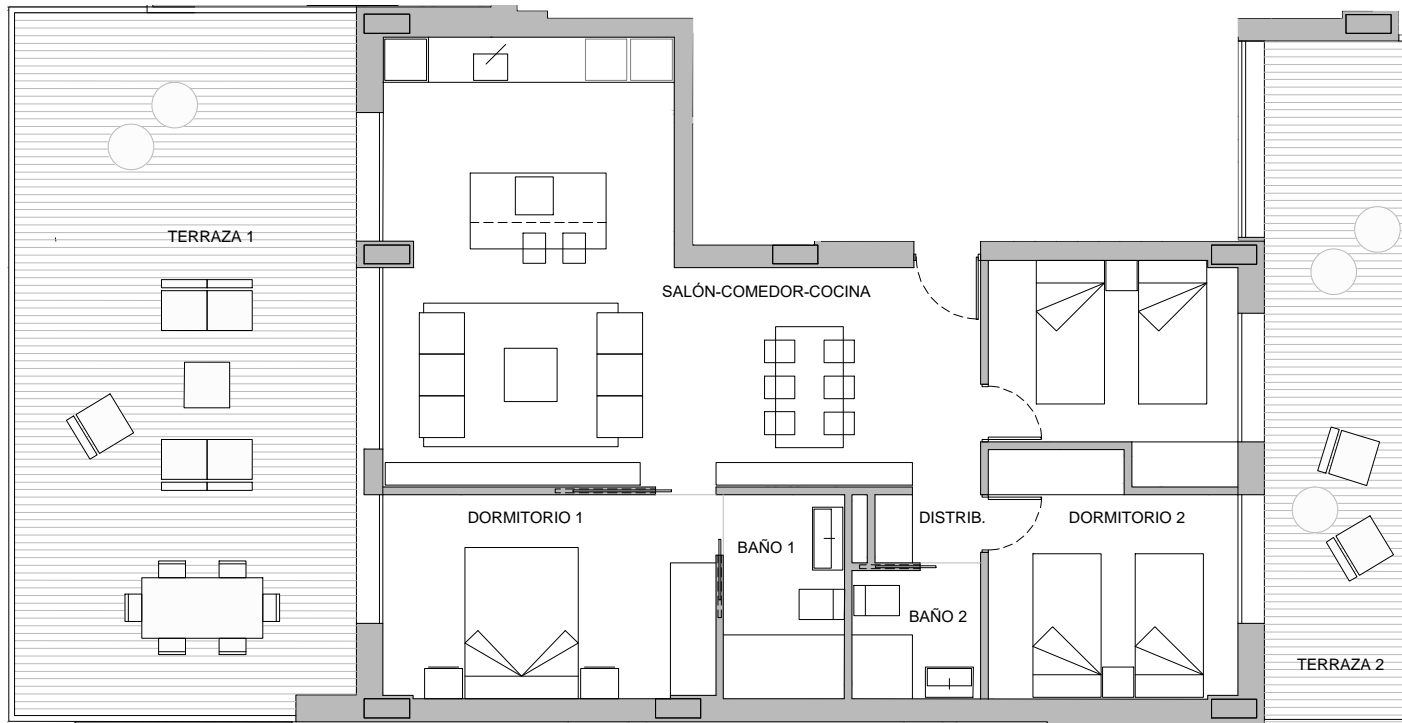 TERRAZA 1
SALÓN-COMEDOR-COCINA
DORMITORIO 1
BAÑO 1
DISTRIB.
DORMITORIO 2
BAÑO 2
TERRAZA 2